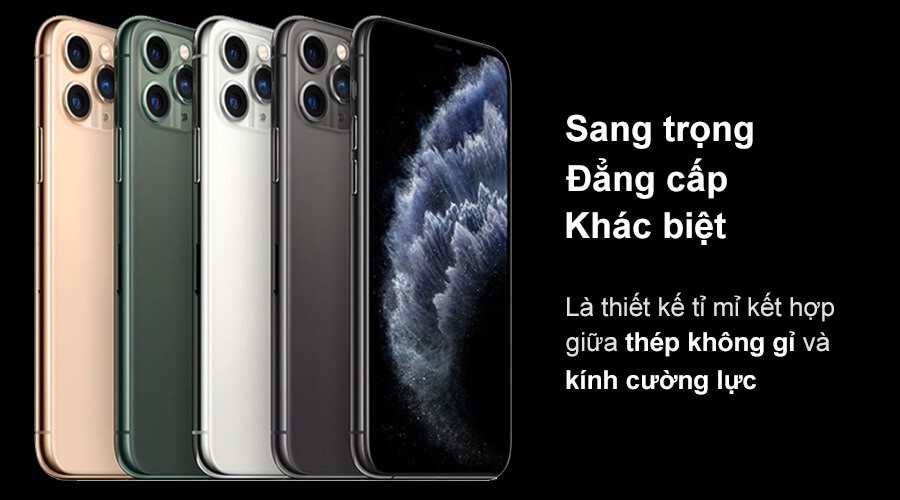 Sang trọng
Đẳng cấp
Khác biệt
Là thiết kế tỉ mỉ kết hợp
giữa thép không gỉ và
kính cường lực